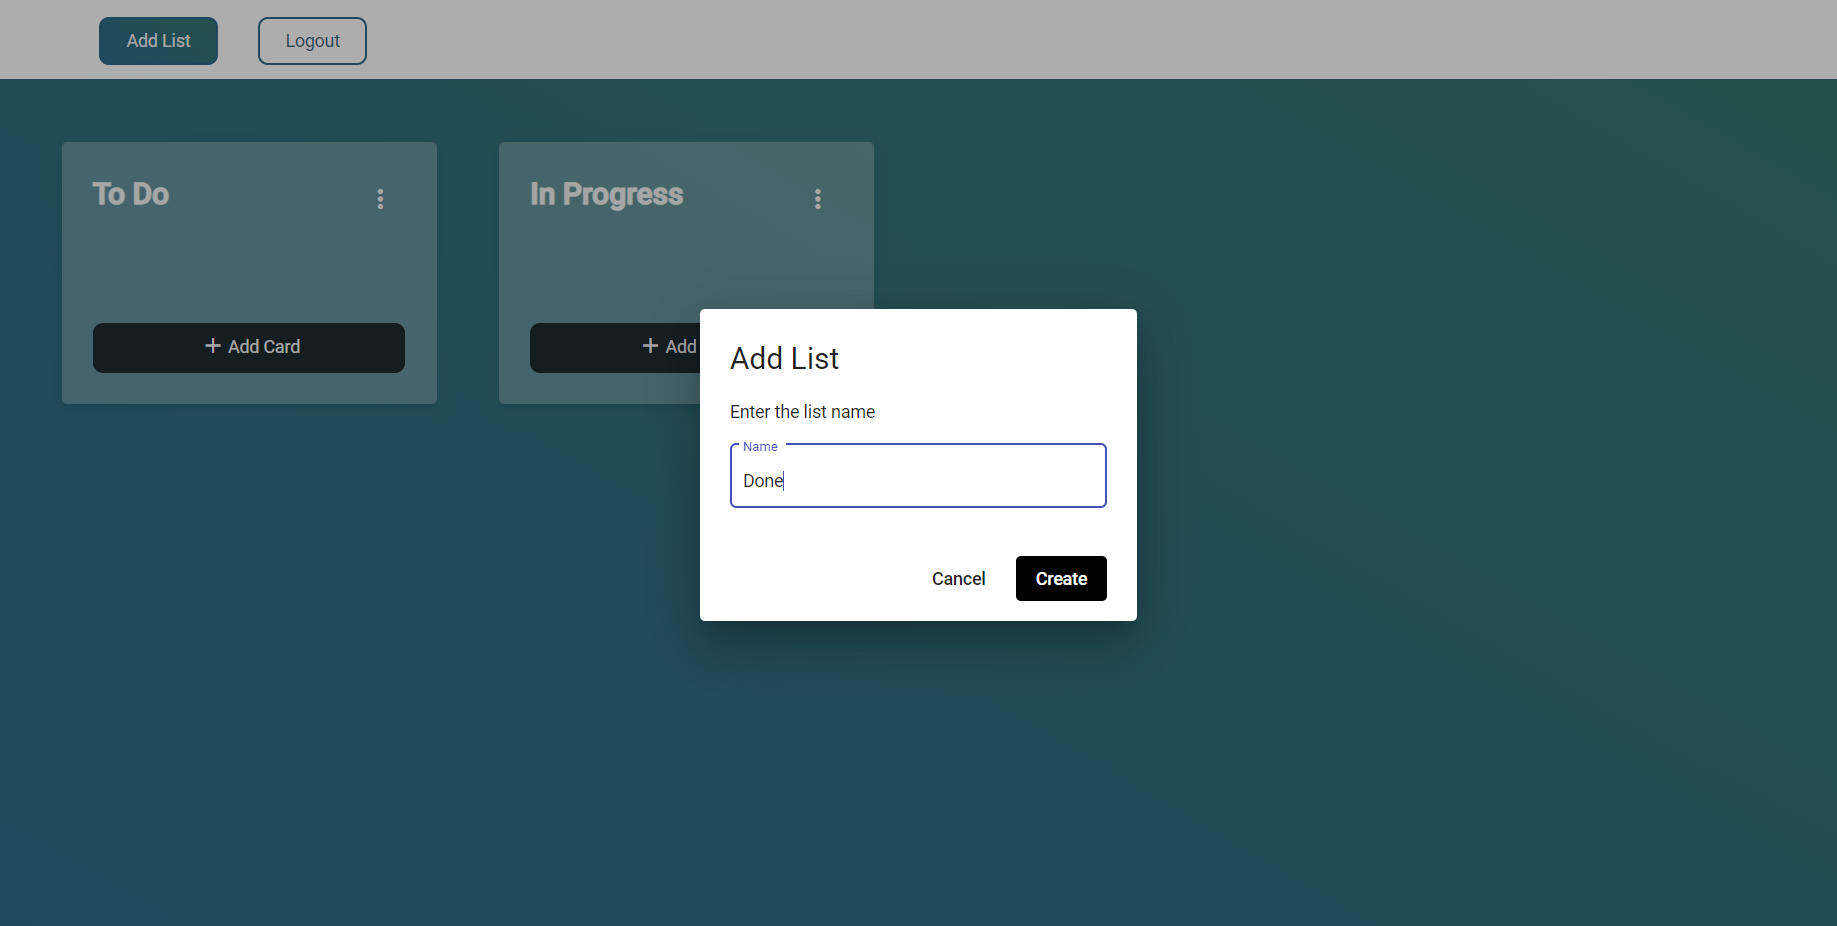 Add List
Logout
To Do
In Progress
Add Card
Add
Add List
Enter the list name
Name
Done
Cancel
Create